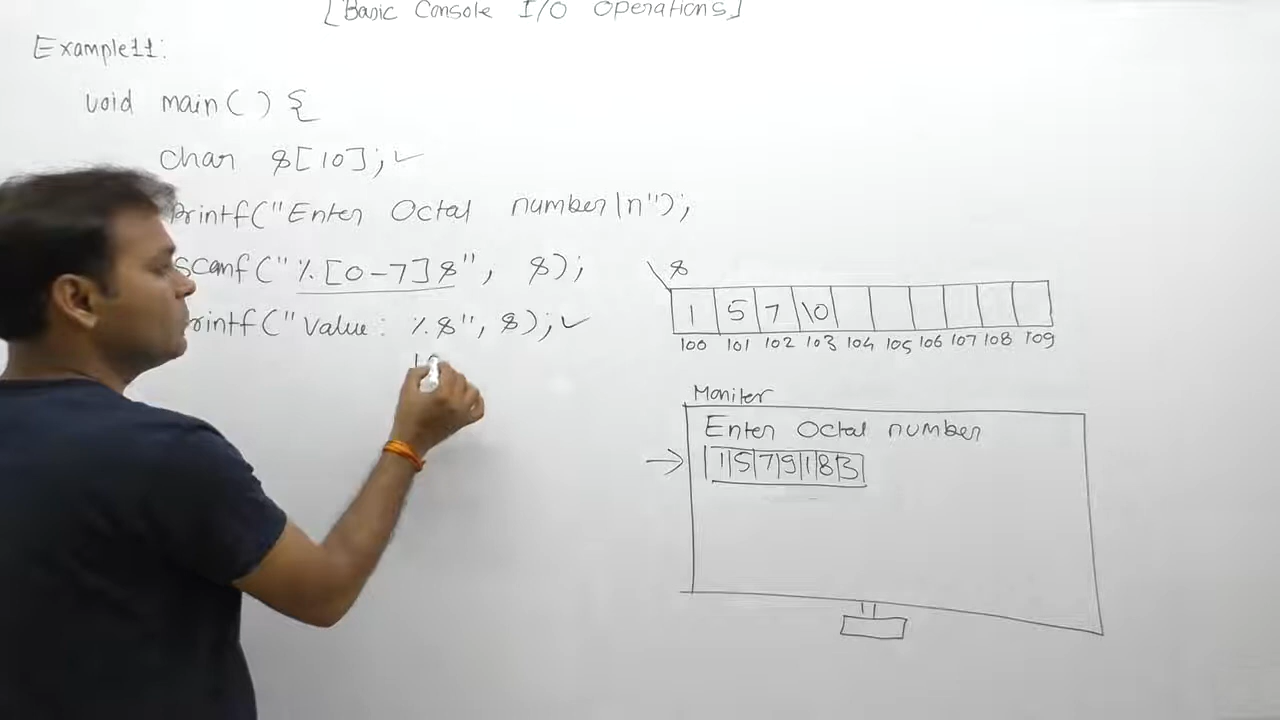 [Basic Console I/O Operations]
Example11:
void main( ) {
char s[10]; ✓
Printf("Enter Octal number\n");
scanf("%[0-7]s", s);
rintf("Value: %s", s); ✓
10
s
1 5 7 \0
100 101 102 103 104 105 106 107 108 109
Moniter
Enter Octal number
1 5 7 9 1 8 3